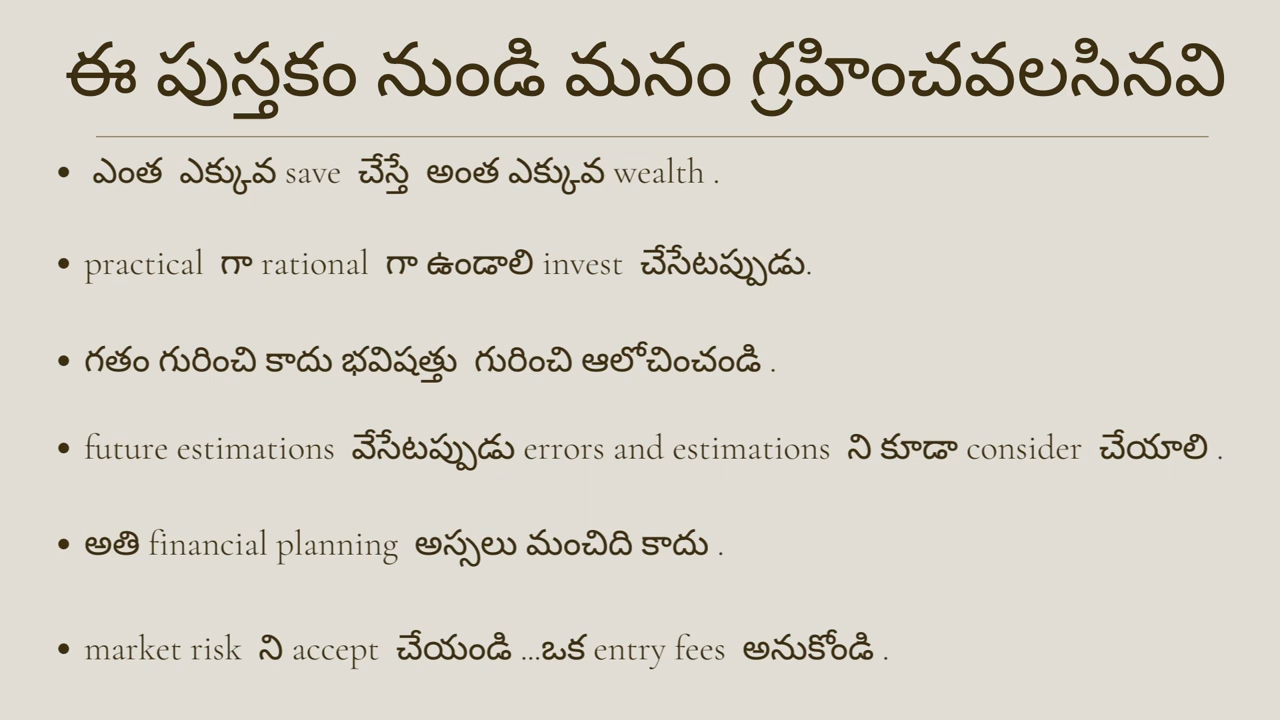 ఈ పుస్తకం నుండి మనం గ్రహించవలసినవి
• ఎంత ఎక్కువ save చేస్తే అంత ఎక్కువ wealth .
• practical గా rational గా ఉండాలి invest చేసేటప్పుడు.
• గతం గురించి కాదు భవిషత్తు గురించి ఆలోచించండి .
• future estimations వేసేటప్పుడు errors and estimations ని కూడా consider చేయాలి .
• అతి financial planning అస్సలు మంచిది కాదు .
• market risk ని accept చేయండి ...ఒక entry fees అనుకోండి .